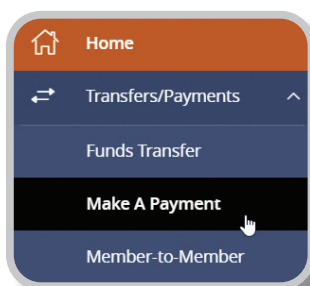 Home
Transfers/Payments
Funds Transfer
Make A Payment
Member-to-Member